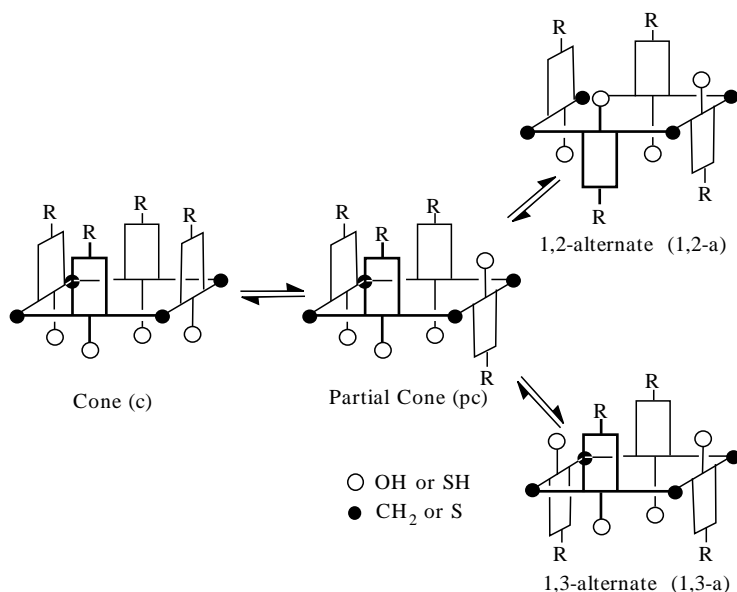 R
R
1,2-alternate (1,2-a)
R
R
R
R
R
R
R
R
R
R
Cone (c)
Partial Cone (pc)
R
R
OH or SH
CH2 or S
R
R
1,3-alternate (1,3-a)